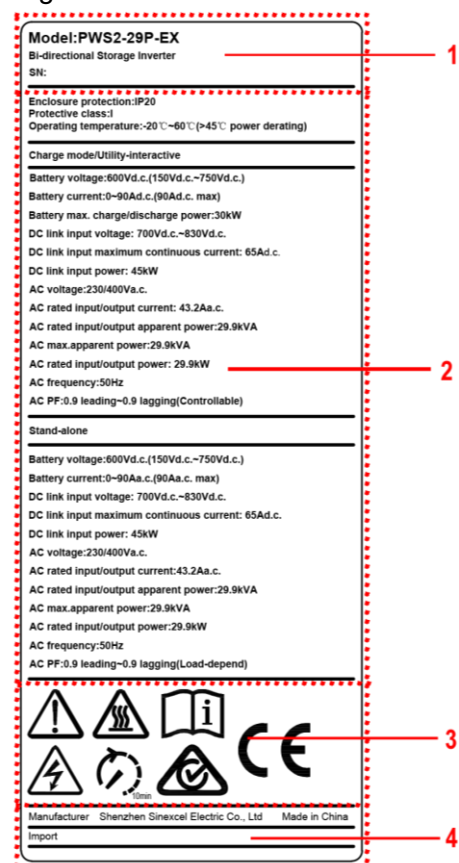 Model:PWS2-29P-EX
Bi-directional Storage Inverter
SN:
1
Enclosure protection:IP20
Protective class:I
Operating temperature:-20℃~60℃(>45℃ power derating)
Charge mode/Utility-interactive
Battery voltage:600Vd.c.(150Vd.c.~750Vd.c.)
Battery current:0~90Ad.c.(90Ad.c. max)
Battery max. charge/discharge power:30kW
DC link input voltage: 700Vd.c.~830Vd.c.
DC link input maximum continuous current: 65Ad.c.
DC link input power: 45kW
AC voltage:230/400Va.c.
AC rated input/output current: 43.2Aa.c.
AC rated input/output apparent power:29.9kVA
AC max.apparent power:29.9kVA
AC rated input/output power: 29.9kW
2
AC frequency:50Hz
AC PF:0.9 leading~0.9 lagging(Controllable)
Stand-alone
Battery voltage:600Vd.c.(150Vd.c.~750Vd.c.)
Battery current:0~90Aa.c.(90Aa.c. max)
DC link input voltage: 700Vd.c.~830Vd.c.
DC link input maximum continuous current: 65Ad.c.
DC link input power: 45kW
AC voltage:230/400Va.c.
AC rated input/output current:43.2Aa.c.
AC rated input/output apparent power:29.9kVA
AC max.apparent power:29.9kVA
AC rated input/output power:29.9kW
AC frequency:50Hz
AC PF:0.9 leading~0.9 lagging(Load-depend)
i
CE
3
10min
Manufacturer Shenzhen Sinexcel Electric Co., Ltd Made in China
Import
4